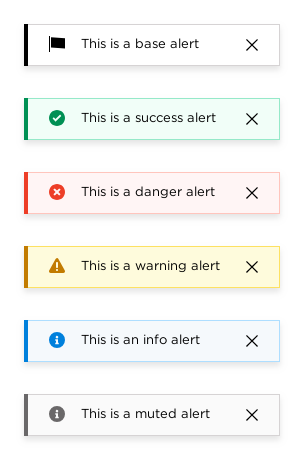 This is a base alert
This is a success alert
This is a danger alert
This is a warning alert
This is an info alert
This is a muted alert